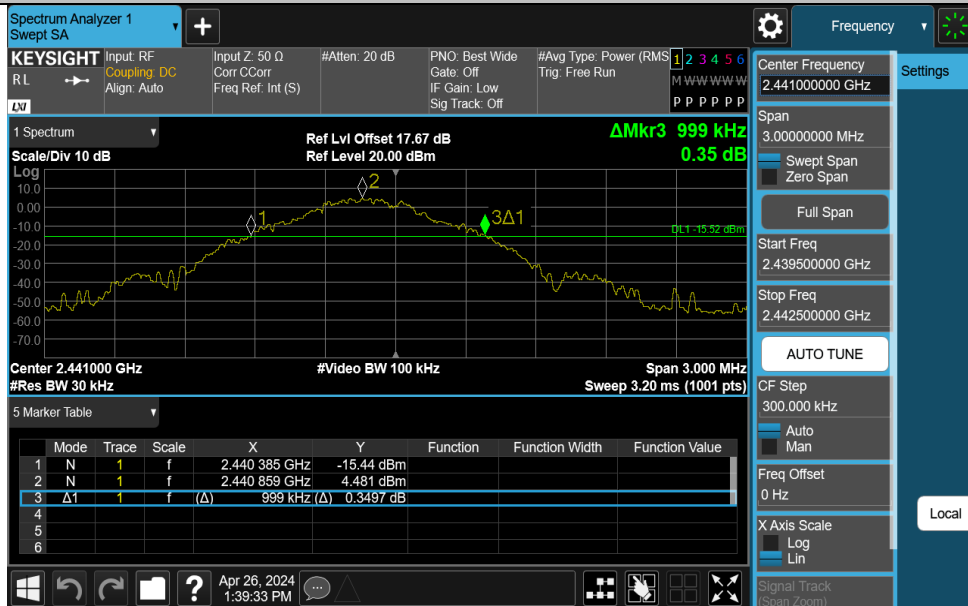 Spectrum Analyzer 1
Swept SA
+
Frequency
KEYSIGHT
RL
LXI
Input: RF
Coupling: DC
Align: Auto
Input Z: 50 Ω
Corr CCorr
Freq Ref: Int (S)
#Atten: 20 dB
PNO: Best Wide
Gate: Off
IF Gain: Low
Sig Track: Off
#Avg Type: Power (RMS
Trig: Free Run
1 2 3 4 5 6
M W W W W W
P P P P P P
1 Spectrum
Scale/Div 10 dB
Ref Lvl Offset 17.67 dB
Ref Level 20.00 dBm
ΔMkr3 999 kHz
0.35 dB
Log
10.0
0.00
-10.0
-20.0
-30.0
-40.0
-50.0
-60.0
-70.0
1
2
3Δ1
DL1 -15.52 dBm
Center 2.441000 GHz
#Video BW 100 kHz
Span 3.000 MHz
#Res BW 30 kHz
Sweep 3.20 ms (1001 pts)
5 Marker Table
Mode Trace Scale X Y Function Function Width Function Value
1 N 1 f 2.440 385 GHz -15.44 dBm
2 N 1 f 2.440 859 GHz 4.481 dBm
3 Δ1 1 f (Δ) 999 kHz (Δ) 0.3497 dB
4
5
6
?
Apr 26, 2024
1:39:33 PM
Center Frequency
2.441000000 GHz
Settings
Span
3.00000000 MHz
Swept Span
Zero Span
Full Span
Start Freq
2.439500000 GHz
Stop Freq
2.442500000 GHz
AUTO TUNE
CF Step
300.000 kHz
Auto
Man
Freq Offset
0 Hz
Local
X Axis Scale
Log
Lin
Signal Track
(Span Zoom)